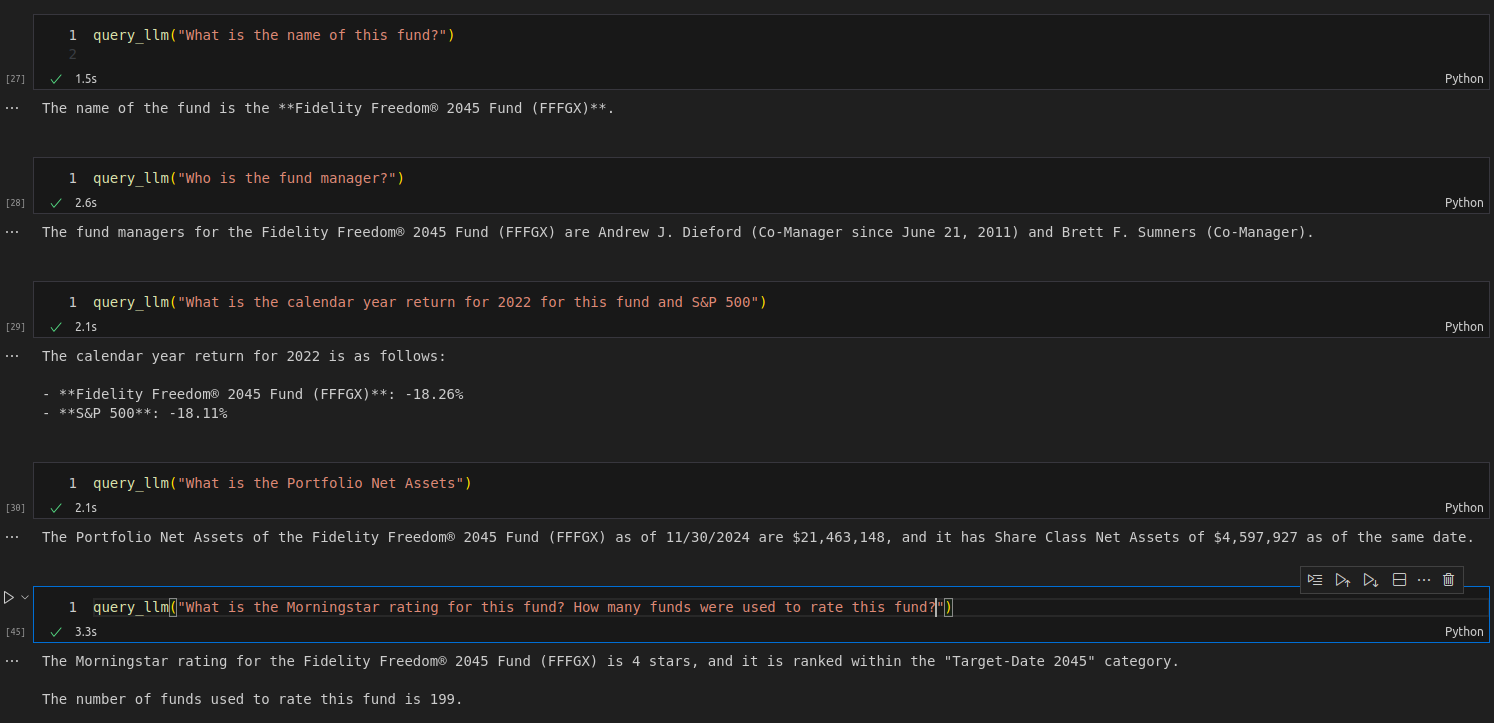 1 query_llm("What is the name of this fund?")
2
[27] 1.5s Python
The name of the fund is the **Fidelity Freedom® 2045 Fund (FFFGX)**.
1 query_llm("Who is the fund manager?")
[28] 2.6s Python
The fund managers for the Fidelity Freedom® 2045 Fund (FFFGX) are Andrew J. Dieford (Co-Manager since June 21, 2011) and Brett F. Sumners (Co-Manager).
1 query_llm("What is the calendar year return for 2022 for this fund and S&P 500")
[29] 2.1s Python
The calendar year return for 2022 is as follows:
- **Fidelity Freedom® 2045 Fund (FFFGX)**: -18.26%
- **S&P 500**: -18.11%
1 query_llm("What is the Portfolio Net Assets")
[30] 2.1s Python
The Portfolio Net Assets of the Fidelity Freedom® 2045 Fund (FFFGX) as of 11/30/2024 are $21,463,148, and it has Share Class Net Assets of $4,597,927 as of the same date.
1 query_llm("What is the Morningstar rating for this fund? How many funds were used to rate this fund?")
[45] 3.3s Python
The Morningstar rating for the Fidelity Freedom® 2045 Fund (FFFGX) is 4 stars, and it is ranked within the "Target-Date 2045" category.
The number of funds used to rate this fund is 199.